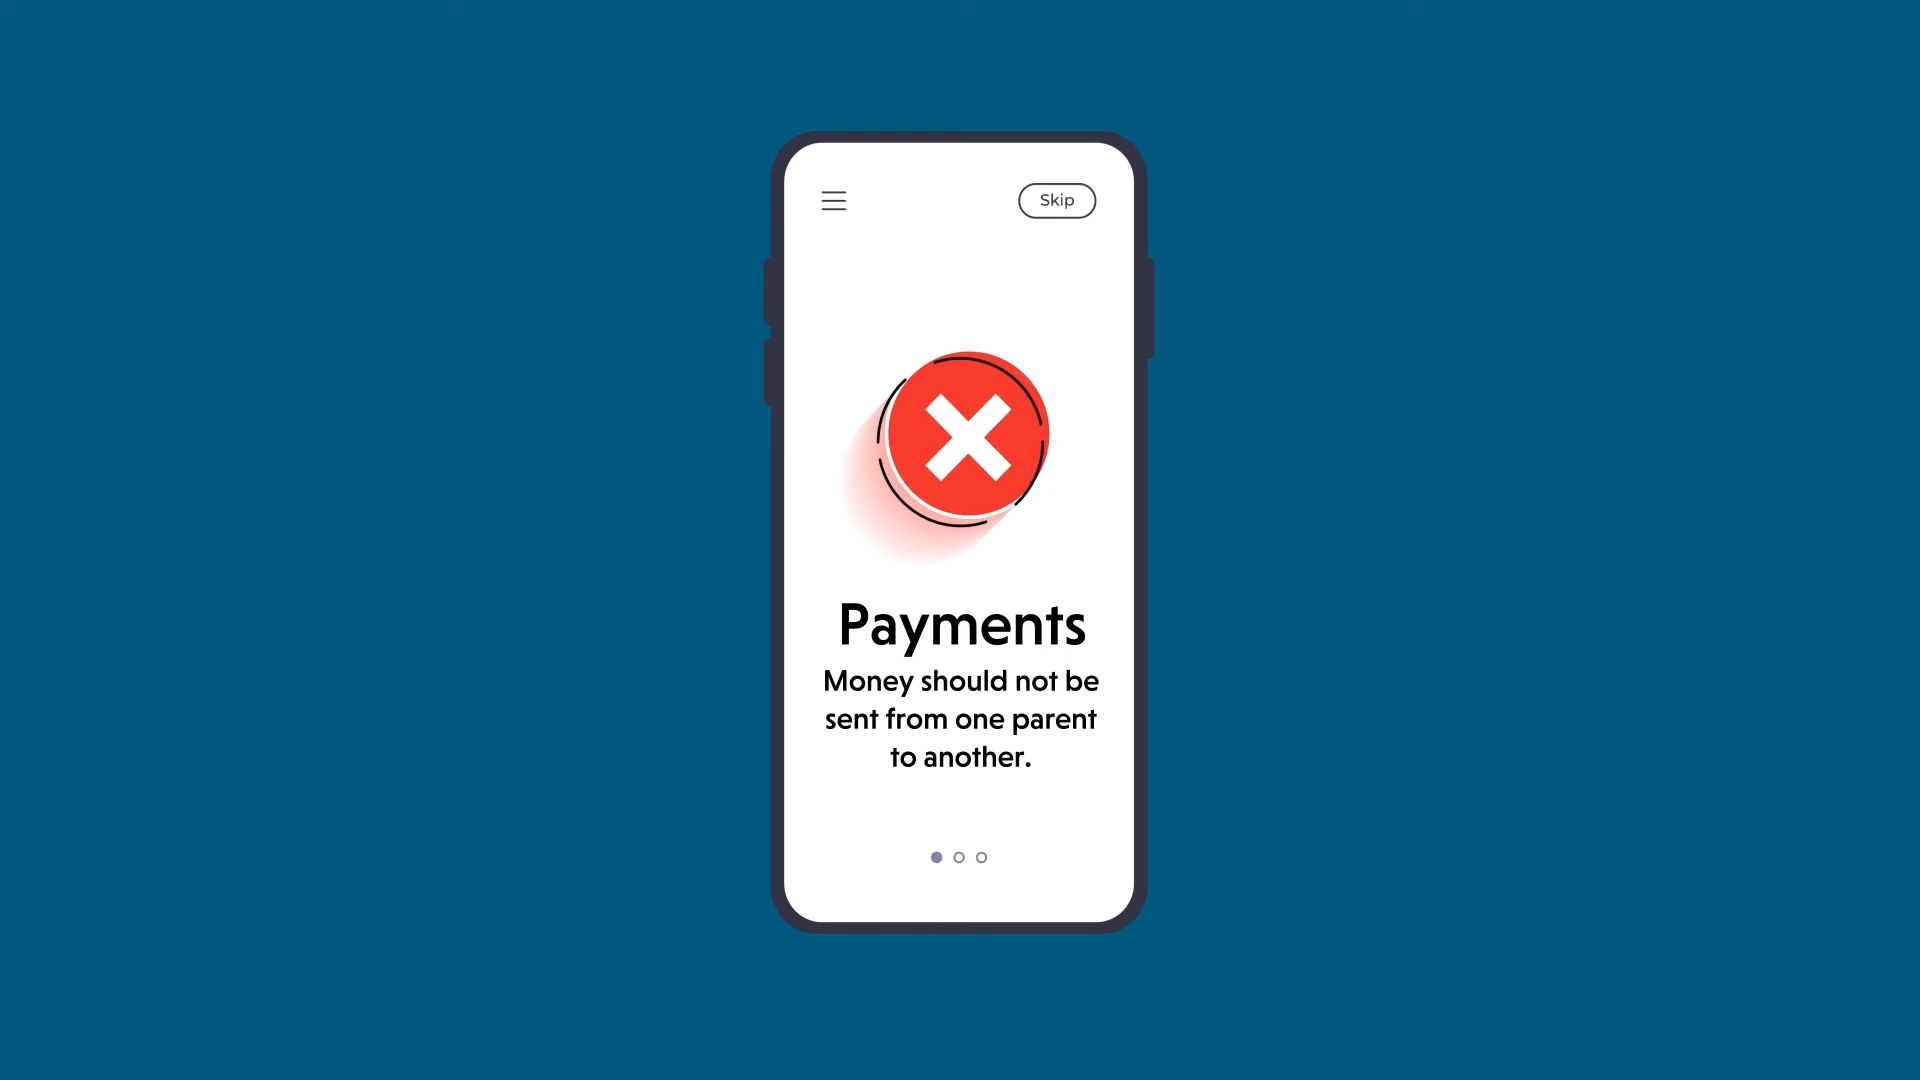 Skip
Payments
Money should not be
sent from one parent
to another.